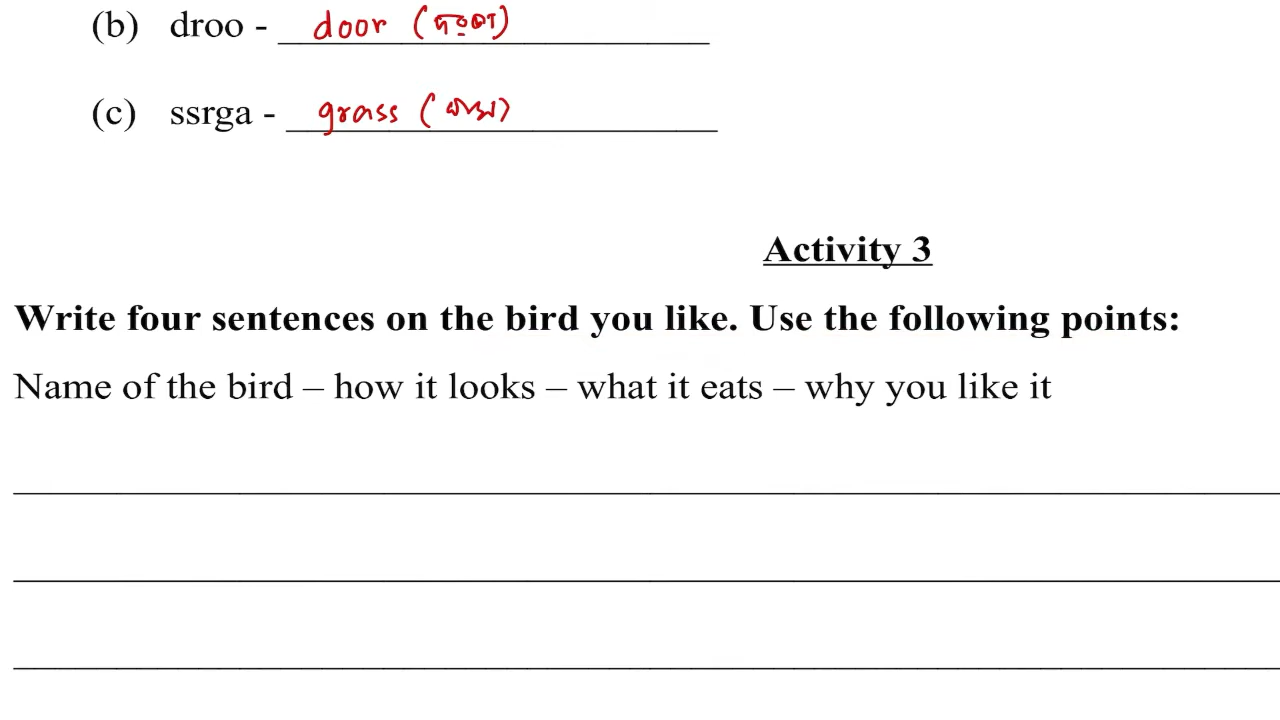 (b) droo - door (দরজা)
(c) ssrga - grass (ঘাস)
Activity 3
Write four sentences on the bird you like. Use the following points:
Name of the bird – how it looks – what it eats – why you like it